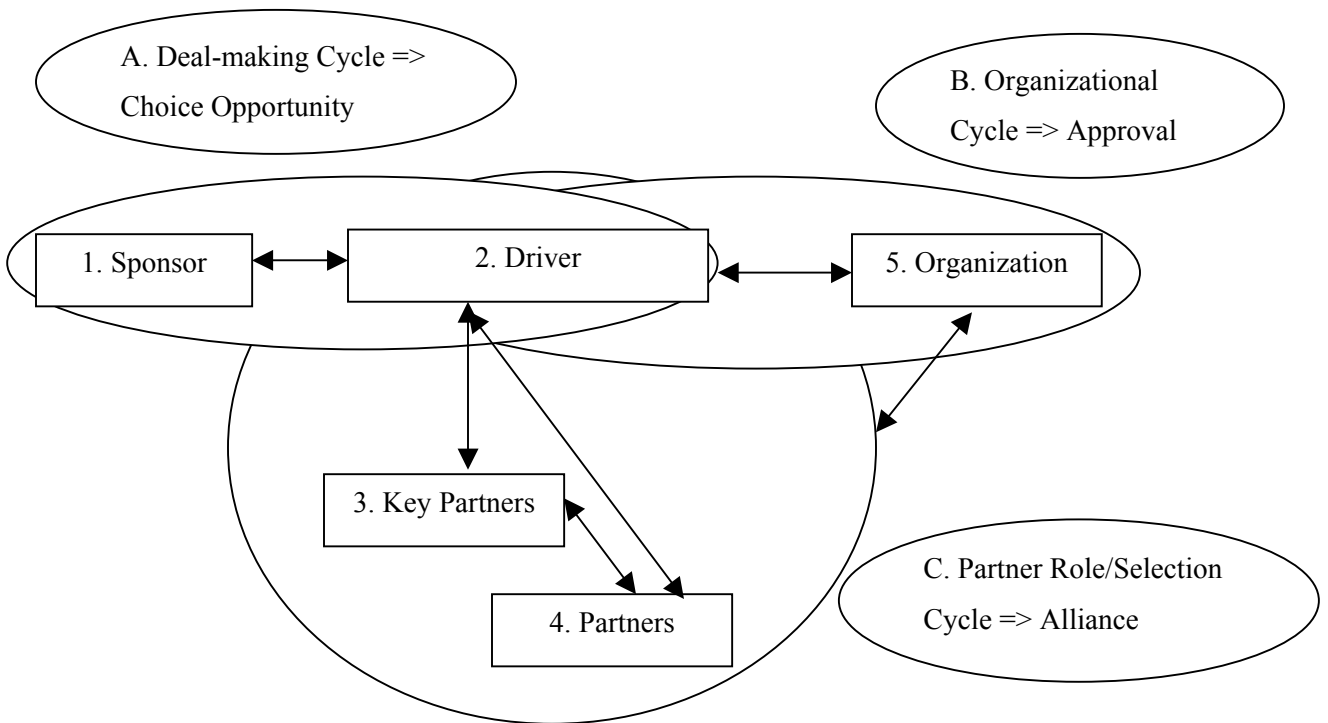 A. Deal-making Cycle =>
Choice Opportunity
B. Organizational
Cycle => Approval
1. Sponsor
2. Driver
5. Organization
3. Key Partners
4. Partners
C. Partner Role/Selection
Cycle => Alliance